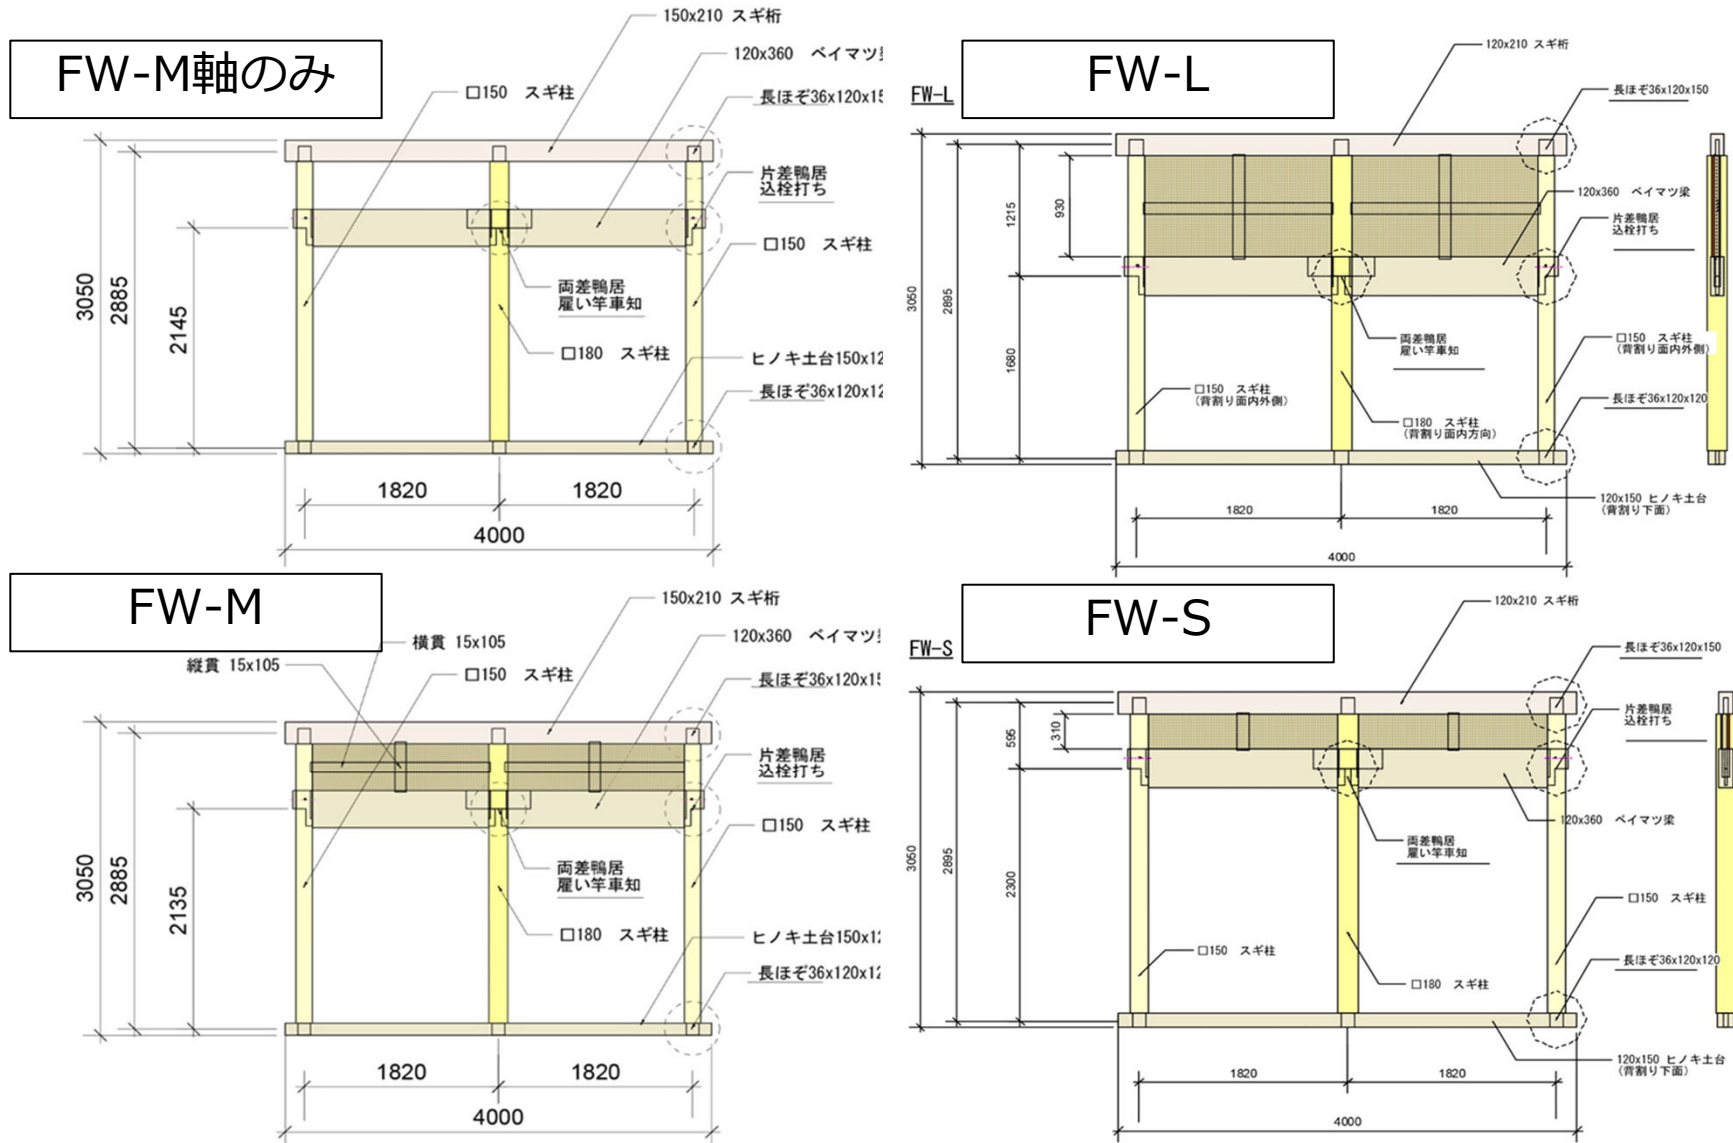 FW-M軸のみ
150x210 スギ桁
120x360 ベイマツ
□150 スギ柱
長ほぞ36x120x15
片差鴨居
込栓打ち
□150 スギ柱
両差鴨居
雇い竿車知
□180 スギ柱
ヒノキ土台150x12
長ほぞ36x120x12
3050
2885
2145
1820
1820
4000
FW-L
FW-L
120x210 スギ桁
長ほぞ36x120x150
120x360 ベイマツ梁
片差鴨居
込栓打ち
両差鴨居
雇い竿車知
□150 スギ柱
(背割り面内外側)
□150 スギ柱
(背割り面内外側)
□180 スギ柱
(背割り面内方向)
長ほぞ36x120x120
120x150 ヒノキ土台
(背割り下面)
3050
2895
1215
930
1680
1820
1820
4000
FW-M
150x210 スギ桁
横貫 15x105
120x360 ベイマツ
縦貫 15x105
□150 スギ柱
長ほぞ36x120x15
片差鴨居
込栓打ち
□150 スギ柱
両差鴨居
雇い竿車知
□180 スギ柱
ヒノキ土台150x12
長ほぞ36x120x12
3050
2885
2135
1820
1820
4000
FW-S
FW-S
120x210 スギ桁
長ほぞ36x120x150
片差鴨居
込栓打ち
120x360 ベイマツ梁
両差鴨居
雇い竿車知
□150 スギ柱
□150 スギ柱
□180 スギ柱
長ほぞ36x120x120
120x150 ヒノキ土台
(背割り下面)
3050
2895
595
310
2300
1820
1820
4000